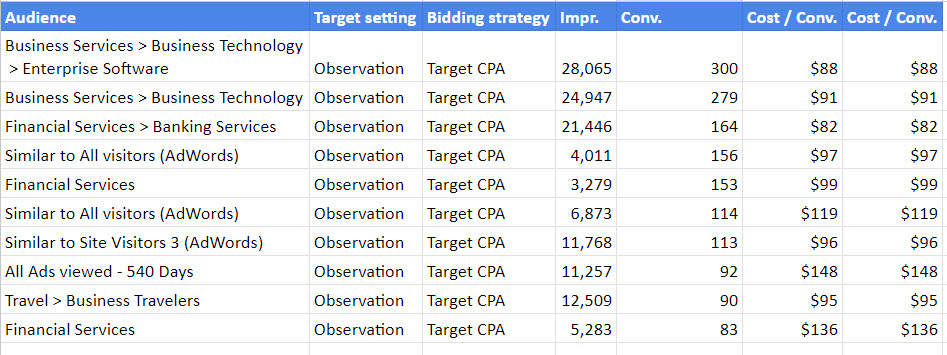 Audience Target setting Bidding strategy Impr. Conv. Cost / Conv. Cost / Conv.
Business Services > Business Technology
> Enterprise Software Observation Target CPA 28,065 300 $88 $88
Business Services > Business Technology Observation Target CPA 24,947 279 $91 $91
Financial Services > Banking Services Observation Target CPA 21,446 164 $82 $82
Similar to All visitors (AdWords) Observation Target CPA 4,011 156 $97 $97
Financial Services Observation Target CPA 3,279 153 $99 $99
Similar to All visitors (AdWords) Observation Target CPA 6,873 114 $119 $119
Similar to Site Visitors 3 (AdWords) Observation Target CPA 11,768 113 $96 $96
All Ads viewed - 540 Days Observation Target CPA 11,257 92 $148 $148
Travel > Business Travelers Observation Target CPA 12,509 90 $95 $95
Financial Services Observation Target CPA 5,283 83 $136 $136